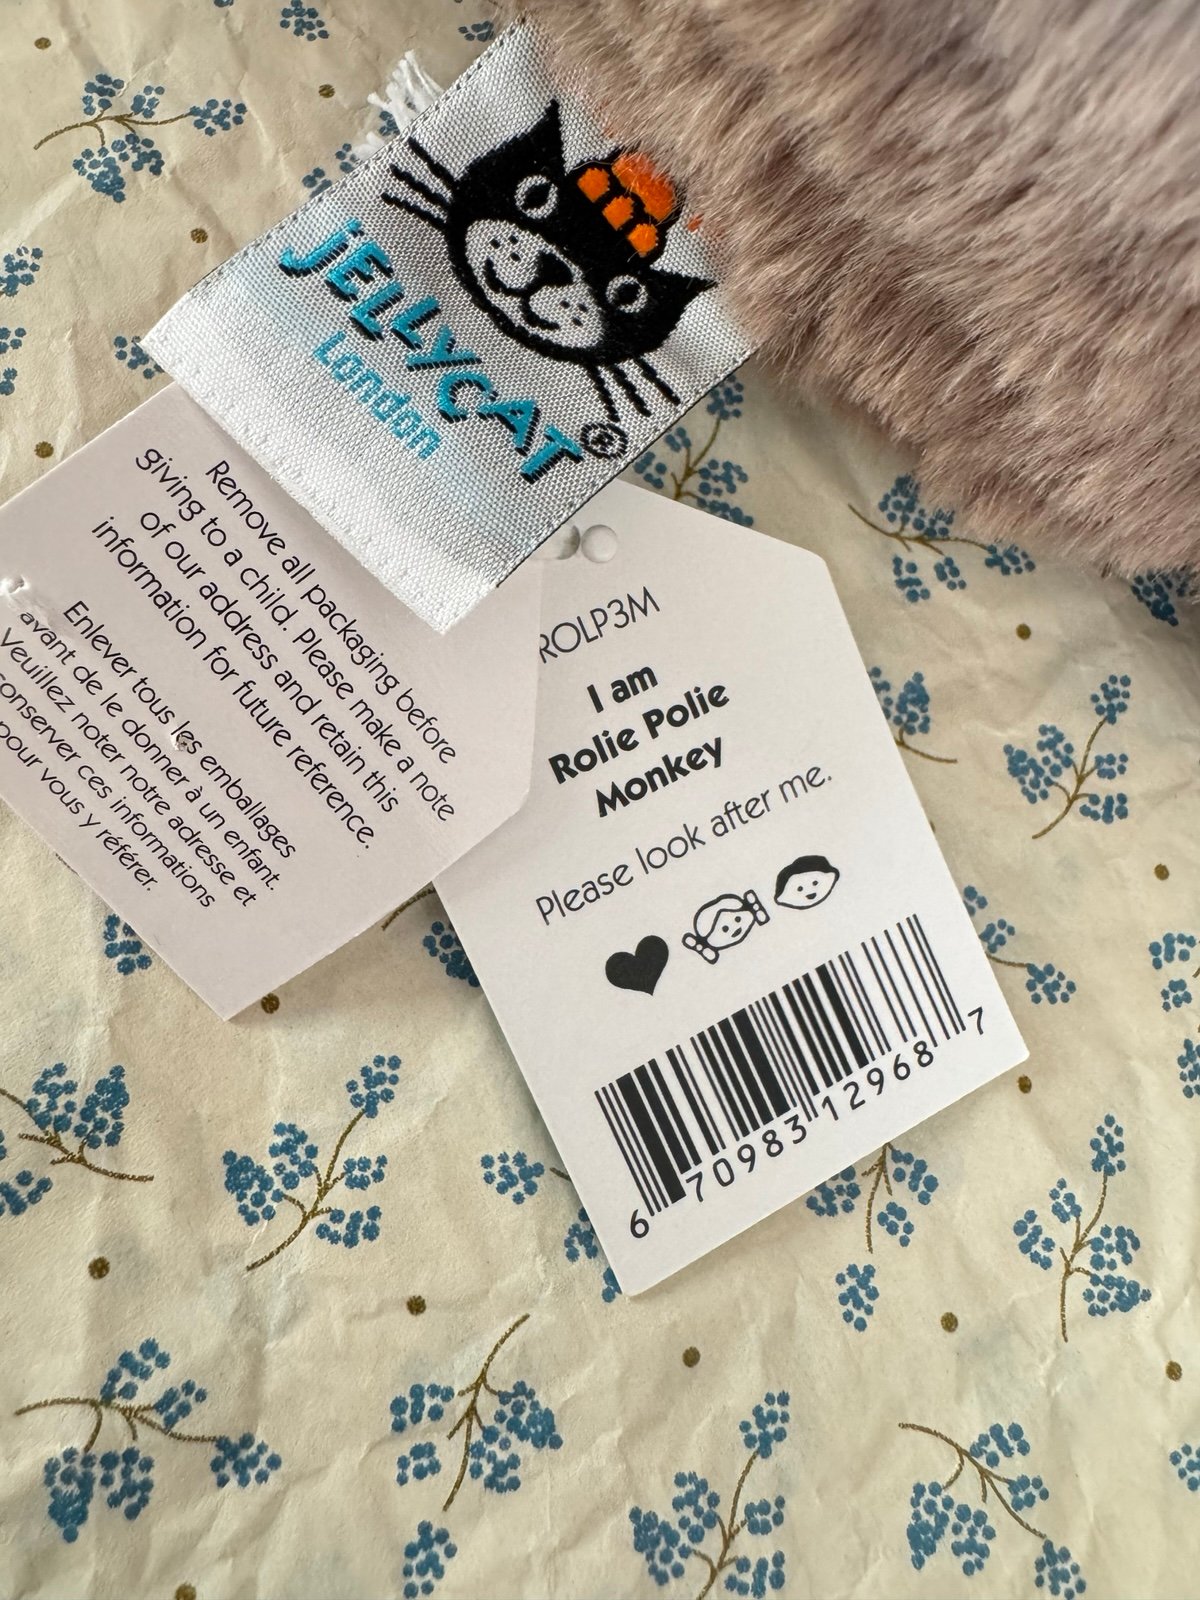 jELLYCAT®
London
Remove all packaging before
giving to a child. Please make a note
of our address and retain this
information for future reference.
Enlever tous les emballages
avant de le donner à un enfant.
Veuillez noter notre adresse et
conserver ces informations
pour vous y référer.
ROLP3M
I am
Rolie Polie
Monkey
Please look after me.
6 70983 12968 7